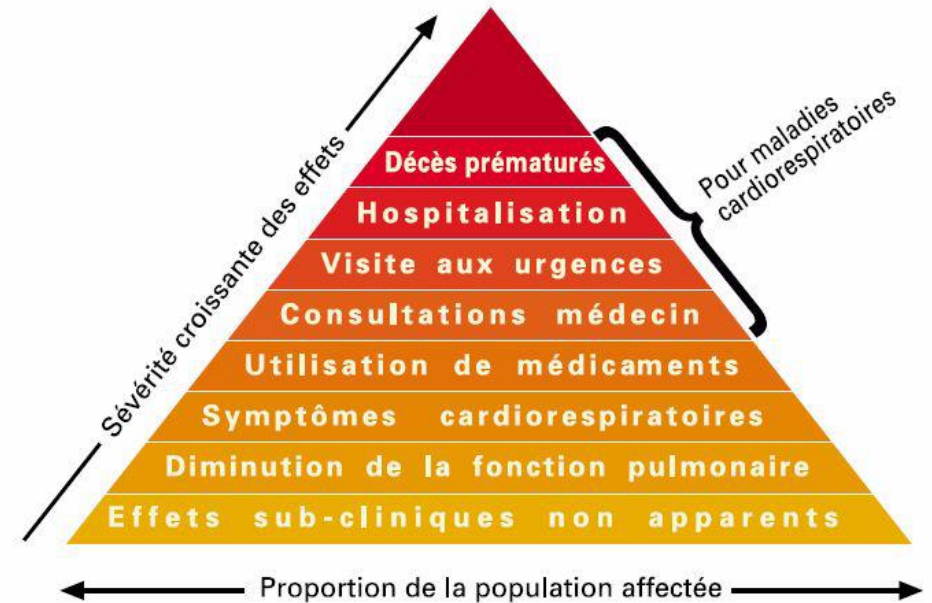 Sévérité croissante des effets
Pour maladies
cardiorespiratoires
Décès prématurés
Hospitalisation
Visite aux urgences
Consultations médecin
Utilisation de médicaments
Symptômes cardiorespiratoires
Diminution de la fonction pulmonaire
Effets sub-cliniques non apparents
Proportion de la population affectée